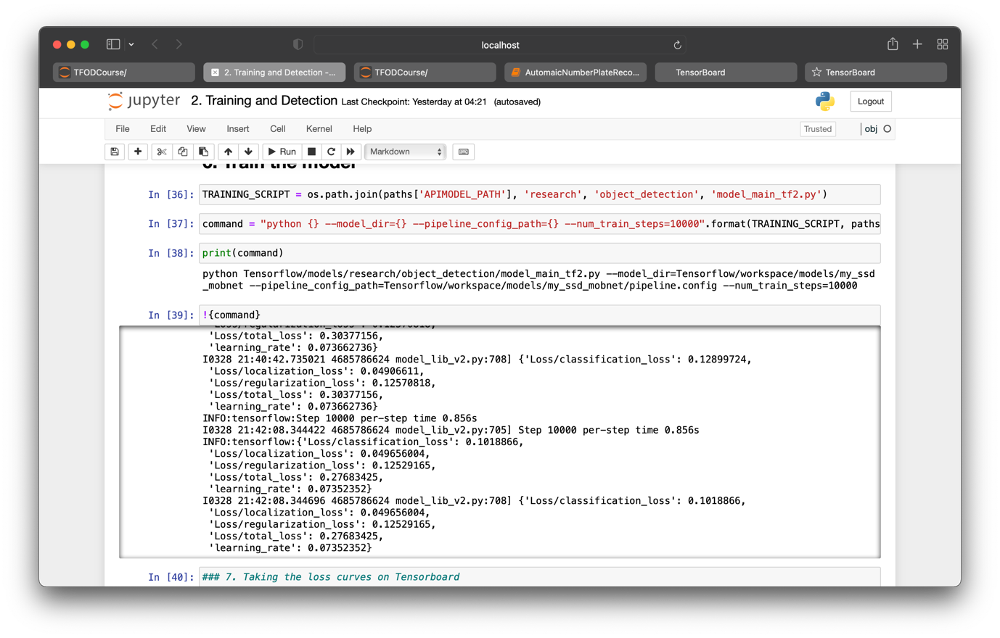 localhost
TFODCourse/
2. Training and Detection -...
TFODCourse/
AutomaicNumberPlateReco...
TensorBoard
TensorBoard
jupyter 2. Training and Detection Last Checkpoint: Yesterday at 04:21 (autosaved)
Logout
File Edit View Insert Cell Kernel Help
Trusted
obj
Run
Markdown
6. Train the model
In [36]: TRAINING_SCRIPT = os.path.join(paths['APIMODEL_PATH'], 'research', 'object_detection', 'model_main_tf2.py')
In [37]: command = "python {} --model_dir={} --pipeline_config_path={} --num_train_steps=10000".format(TRAINING_SCRIPT, paths
In [38]: print(command)
python Tensorflow/models/research/object_detection/model_main_tf2.py --model_dir=Tensorflow/workspace/models/my_ssd
_mobnet --pipeline_config_path=Tensorflow/workspace/models/my_ssd_mobnet/pipeline.config --num_train_steps=10000
In [39]: !{command}
'Loss/regularization_loss': 0.12570818,
'Loss/total_loss': 0.30377156,
'learning_rate': 0.073662736}
I0328 21:40:42.735021 4685786624 model_lib_v2.py:708] {'Loss/classification_loss': 0.12899724,
'Loss/localization_loss': 0.04906611,
'Loss/regularization_loss': 0.12570818,
'Loss/total_loss': 0.30377156,
'learning_rate': 0.073662736}
INFO:tensorflow:Step 10000 per-step time 0.856s
I0328 21:42:08.344422 4685786624 model_lib_v2.py:705] Step 10000 per-step time 0.856s
INFO:tensorflow:{'Loss/classification_loss': 0.1018866,
'Loss/localization_loss': 0.049656004,
'Loss/regularization_loss': 0.12529165,
'Loss/total_loss': 0.27683425,
'learning_rate': 0.07352352}
I0328 21:42:08.344696 4685786624 model_lib_v2.py:708] {'Loss/classification_loss': 0.1018866,
'Loss/localization_loss': 0.049656004,
'Loss/regularization_loss': 0.12529165,
'Loss/total_loss': 0.27683425,
'learning_rate': 0.07352352}
In [40]: ### 7. Taking the loss curves on Tensorboard